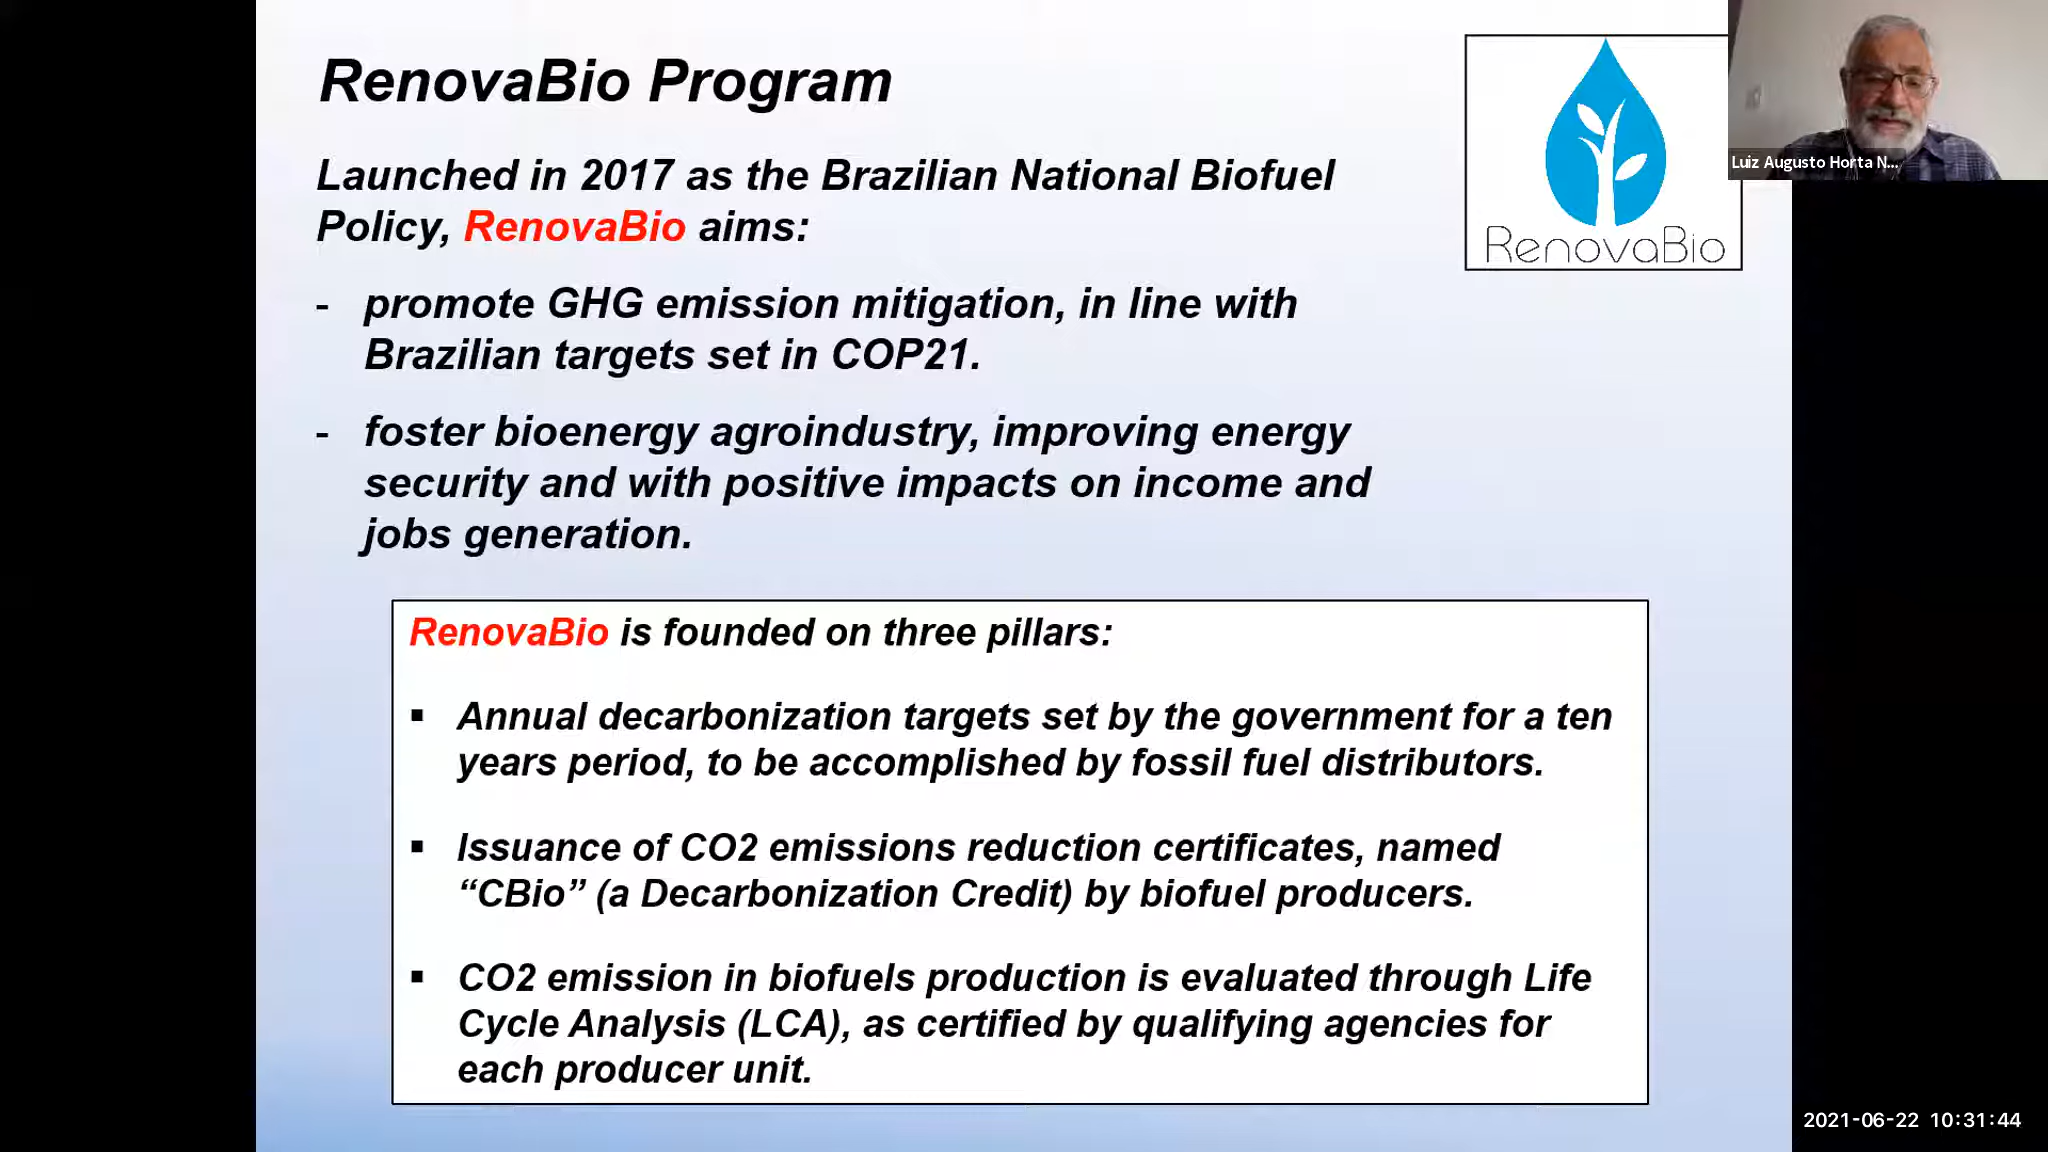 RenovaBio Program
Launched in 2017 as the Brazilian National Biofuel
Policy, RenovaBio aims:
- promote GHG emission mitigation, in line with
Brazilian targets set in COP21.
- foster bioenergy agroindustry, improving energy
security and with positive impacts on income and
jobs generation.
RenovaBio
Luiz Augusto Horta N...
RenovaBio is founded on three pillars:
▪ Annual decarbonization targets set by the government for a ten
years period, to be accomplished by fossil fuel distributors.
▪ Issuance of CO2 emissions reduction certificates, named
“CBio” (a Decarbonization Credit) by biofuel producers.
▪ CO2 emission in biofuels production is evaluated through Life
Cycle Analysis (LCA), as certified by qualifying agencies for
each producer unit.
2021-06-22 10:31:44